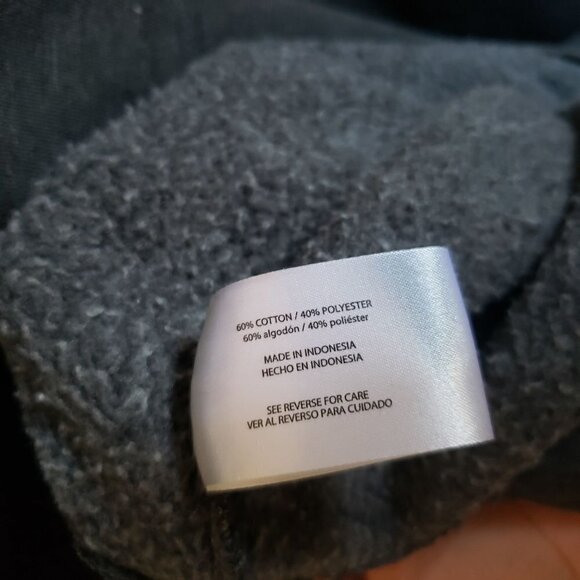 60% COTTON / 40% POLYESTER
60% algodón / 40% poliéster
MADE IN INDONESIA
HECHO EN INDONESIA
SEE REVERSE FOR CARE
VER AL REVERSO PARA CUIDADO